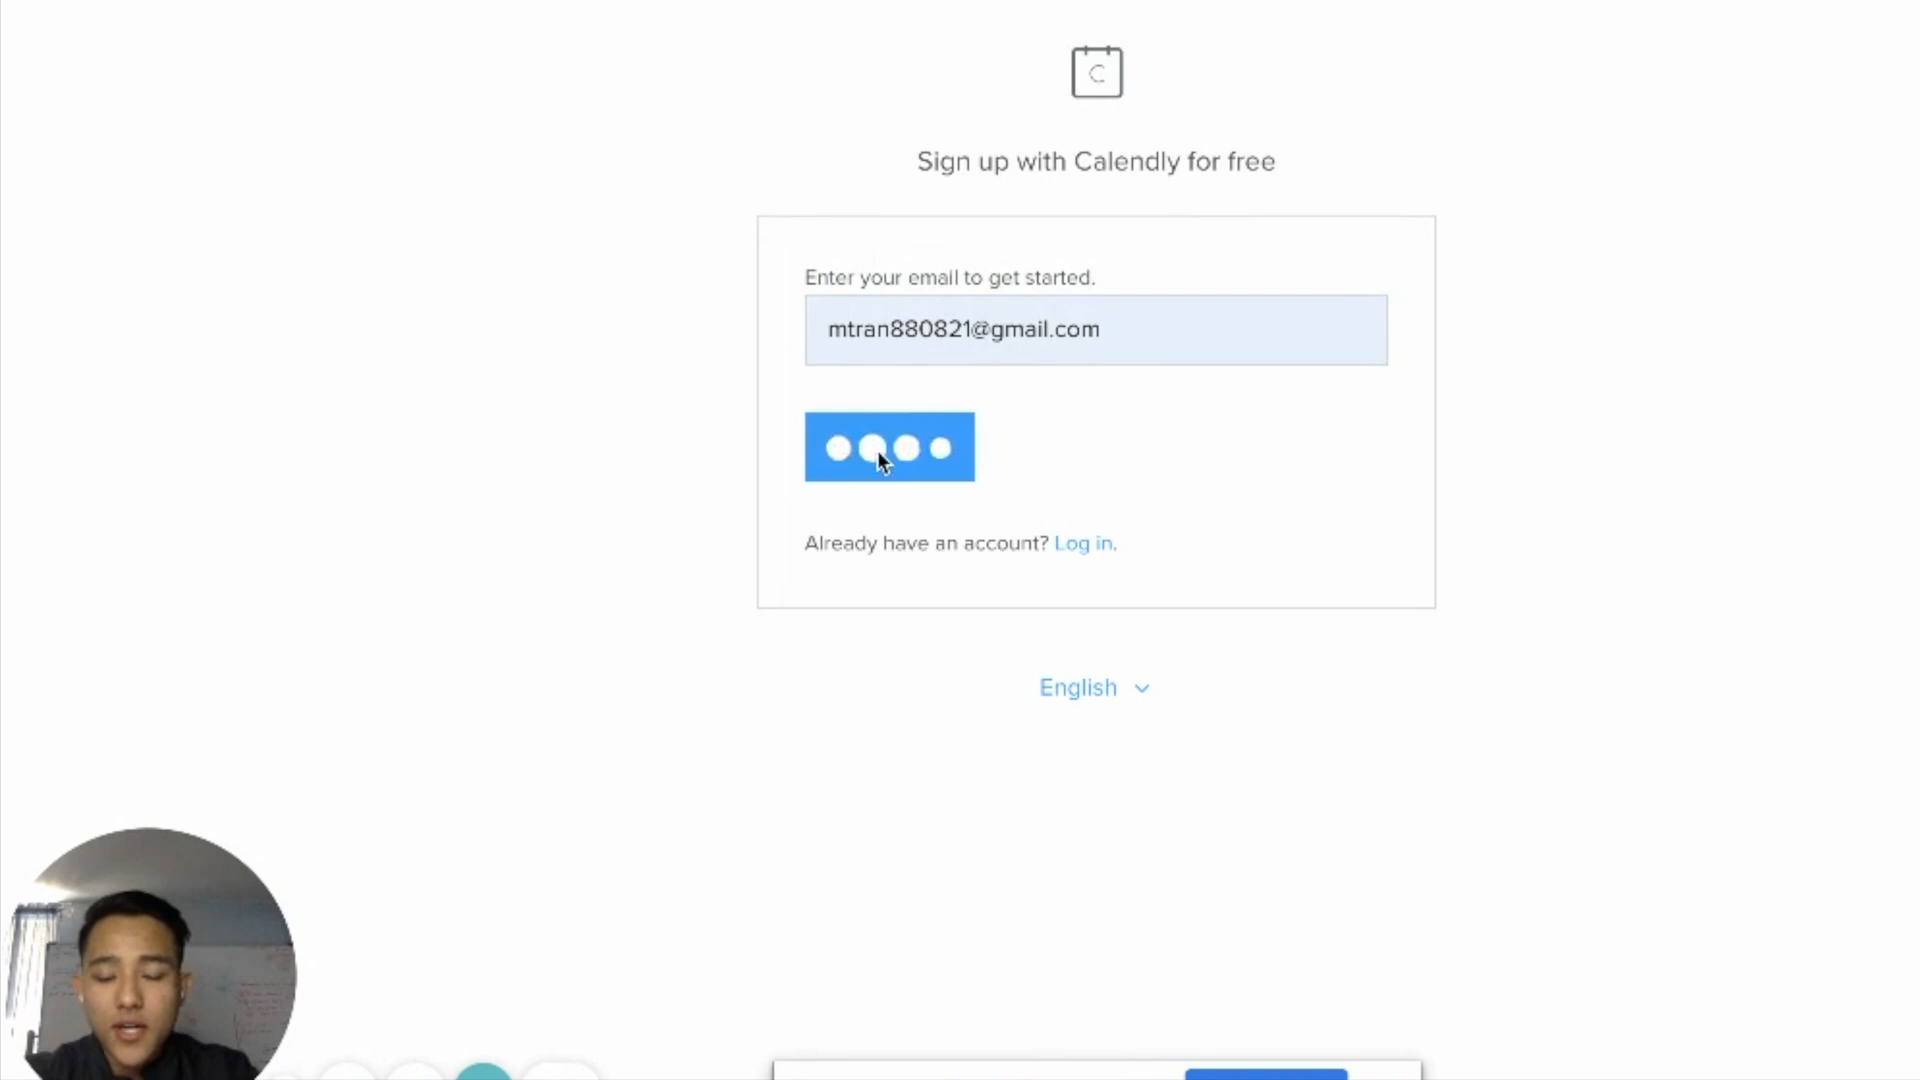 C
Sign up with Calendly for free
Enter your email to get started.
mtran880821@gmail.com
Already have an account? Log in.
English